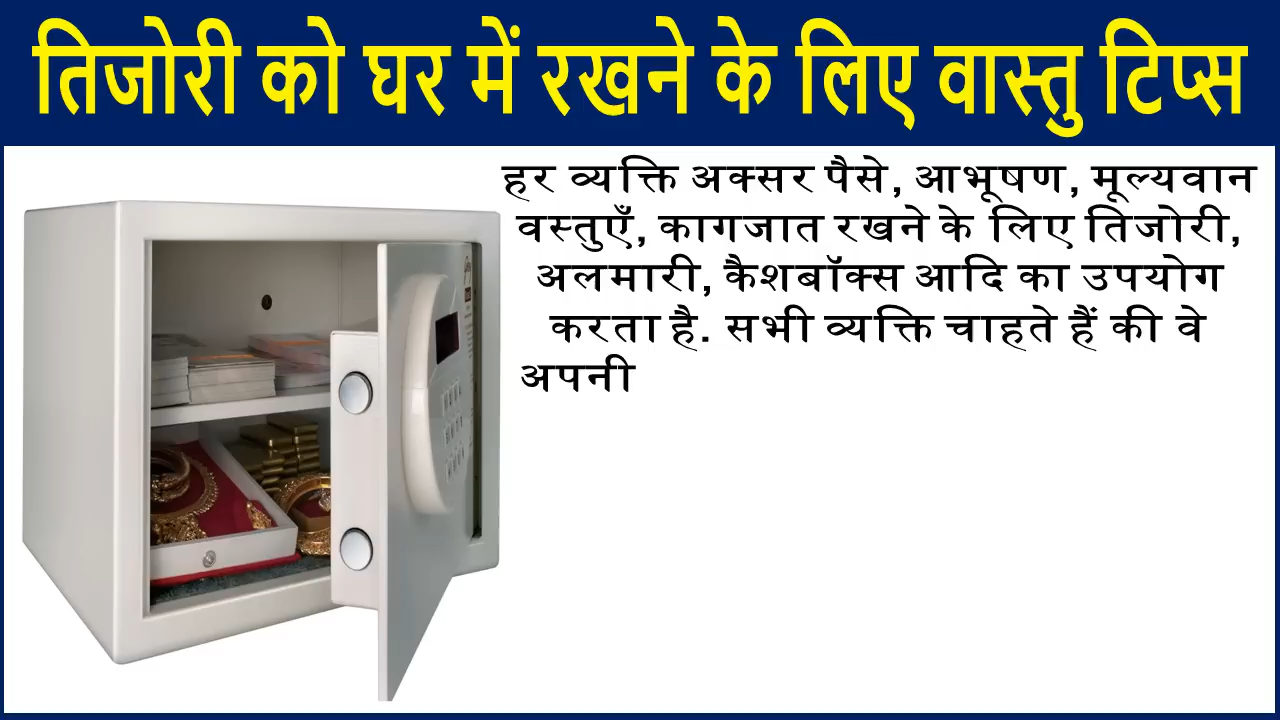 तिजोरी को घर में रखने के लिए वास्तु टिप्स
हर व्यक्ति अक्सर पैसे, आभूषण, मूल्यवान
वस्तुएँ, कागजात रखने के लिए तिजोरी,
अलमारी, कैशबॉक्स आदि का उपयोग
करता है. सभी व्यक्ति चाहते हैं की वे
अपनी